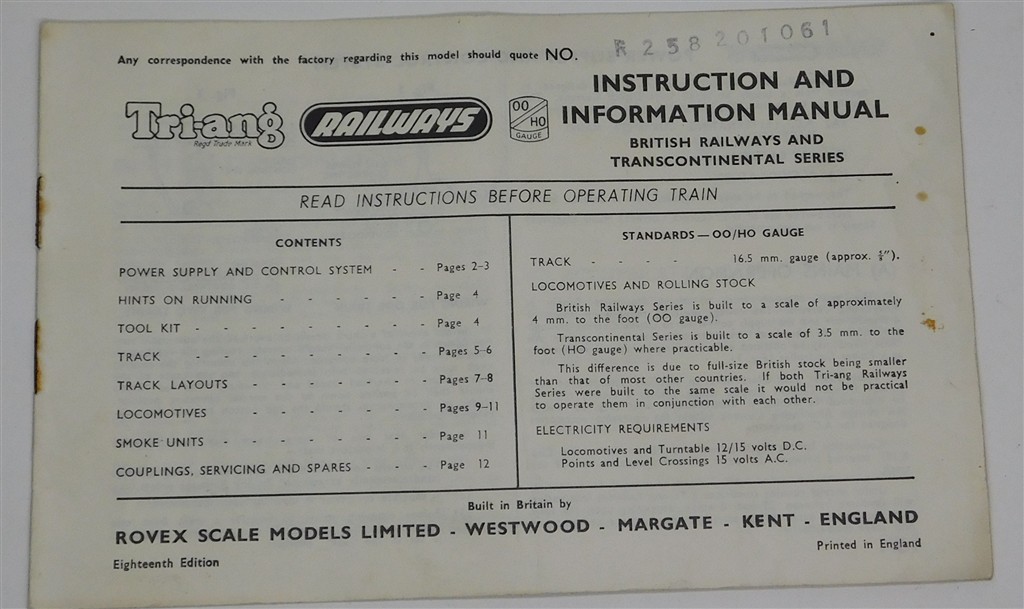 Any correspondence with the factory regarding this model should quote NO. R 258 201061
Tri-ang
Regd Trade Mark
RAILWAYS
OO/HO
GAUGE
INSTRUCTION AND
INFORMATION MANUAL
BRITISH RAILWAYS AND
TRANSCONTINENTAL SERIES
READ INSTRUCTIONS BEFORE OPERATING TRAIN
CONTENTS
POWER SUPPLY AND CONTROL SYSTEM - - Pages 2-3
HINTS ON RUNNING - - - - - - Page 4
TOOL KIT - - - - - - - - - Page 4
TRACK - - - - - - - - - Pages 5-6
TRACK LAYOUTS - - - - - - - Pages 7-8
LOCOMOTIVES - - - - - - - Pages 9-11
SMOKE UNITS - - - - - - - - Page 11
COUPLINGS, SERVICING AND SPARES - - - Page 12
STANDARDS — OO/HO GAUGE
TRACK - - - - 16.5 mm. gauge (approx. ⅝").
LOCOMOTIVES AND ROLLING STOCK
British Railways Series is built to a scale of approximately
4 mm. to the foot (OO gauge).
Transcontinental Series is built to a scale of 3.5 mm. to the
foot (HO gauge) where practicable.
This difference is due to full-size British stock being smaller
than that of most other countries. If both Tri-ang Railways
Series were built to the same scale it would not be practical
to operate them in conjunction with each other.
ELECTRICITY REQUIREMENTS
Locomotives and Turntable 12/15 volts D.C.
Points and Level Crossings 15 volts A.C.
Built in Britain by
ROVEX SCALE MODELS LIMITED - WESTWOOD - MARGATE - KENT - ENGLAND
Eighteenth Edition
Printed in England